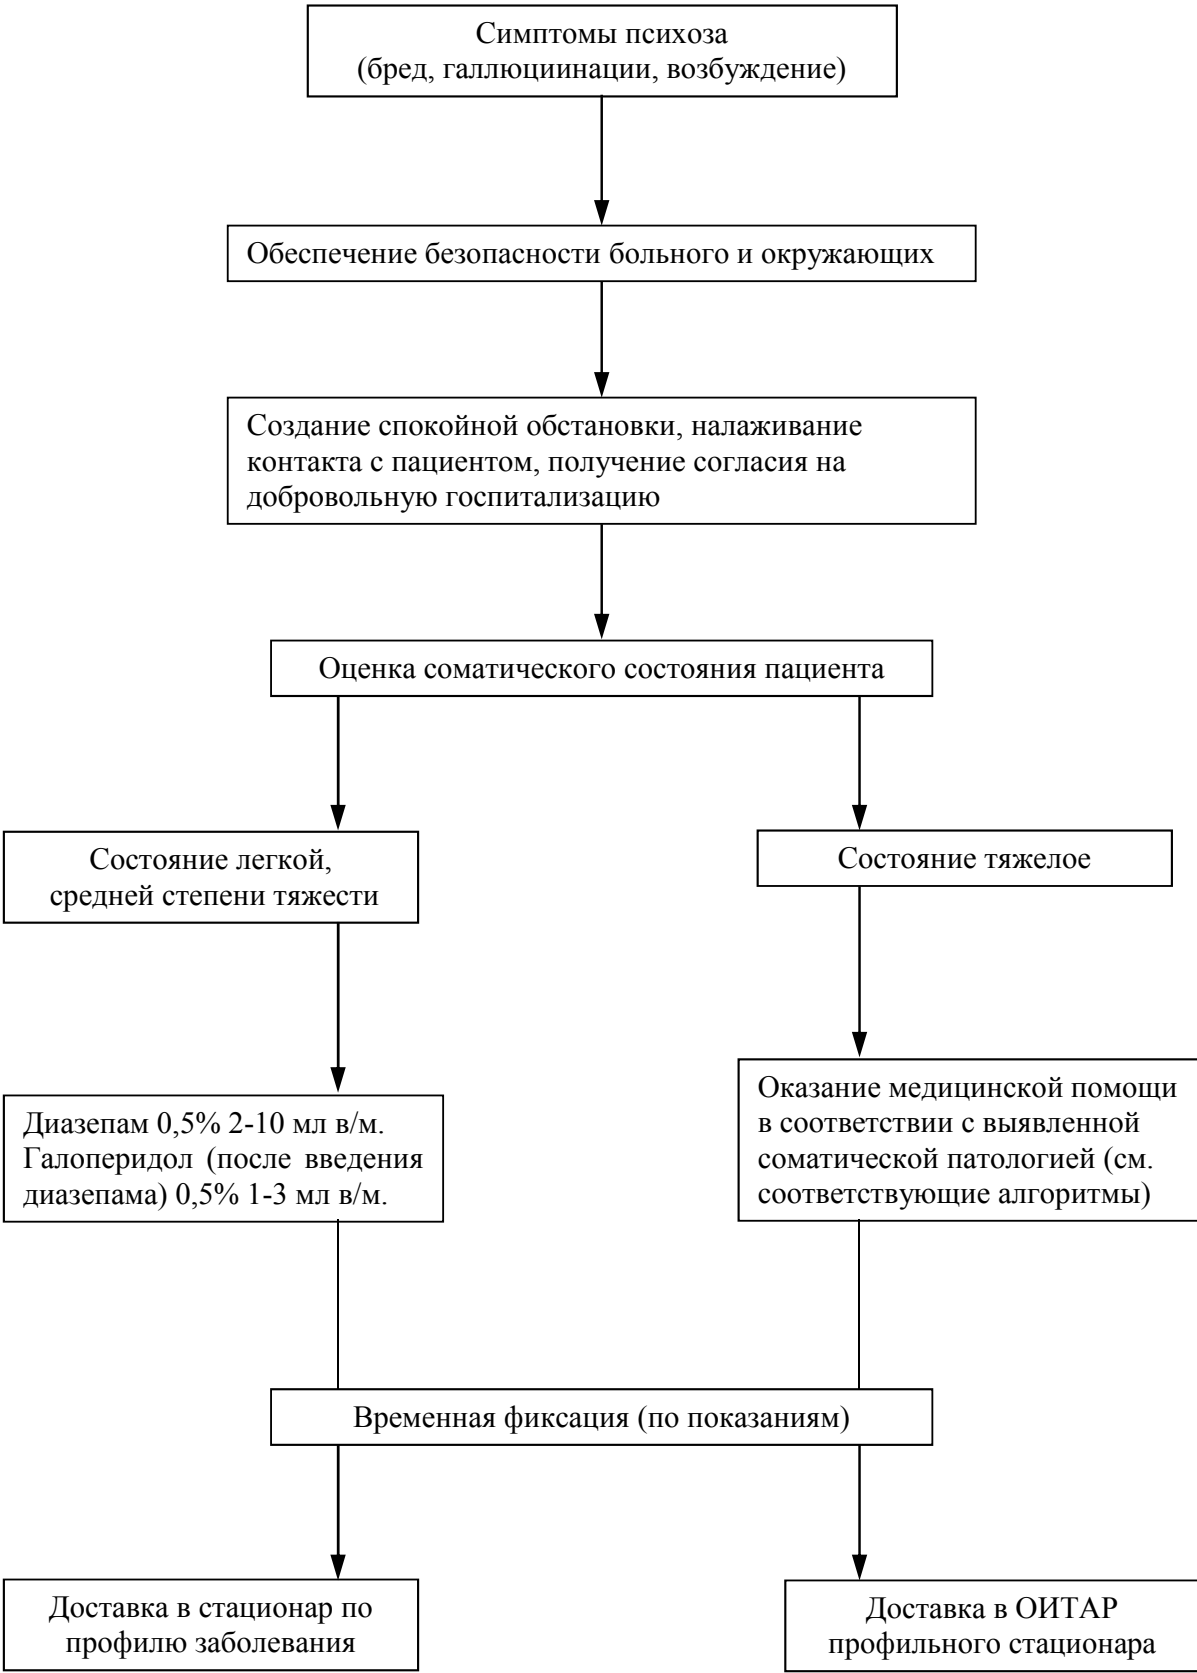 Симптомы психоза
(бред, галлюциинации, возбуждение)
Обеспечение безопасности больного и окружающих
Создание спокойной обстановки, налаживание
контакта с пациентом, получение согласия на
добровольную госпитализацию
Оценка соматического состояния пациента
Состояние легкой,
средней степени тяжести
Состояние тяжелое
Диазепам 0,5% 2-10 мл в/м.
Галоперидол (после введения
диазепама) 0,5% 1-3 мл в/м.
Оказание медицинской помощи
в соответствии с выявленной
соматической патологией (см.
соответствующие алгоритмы)
Временная фиксация (по показаниям)
Доставка в стационар по
профилю заболевания
Доставка в ОИТАР
профильного стационара